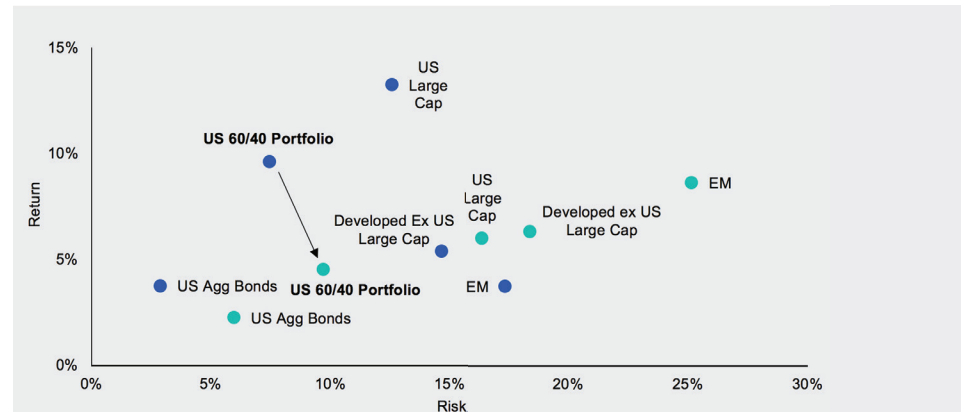 15%
US
Large
Cap
US 60/40 Portfolio
10%
US
Large
Cap
EM
Return
Developed Ex US
Large Cap
Developed ex US
Large Cap
5%
US Agg Bonds
US 60/40 Portfolio
EM
US Agg Bonds
0%
0%
5%
10%
15%
20%
25%
30%
Risk